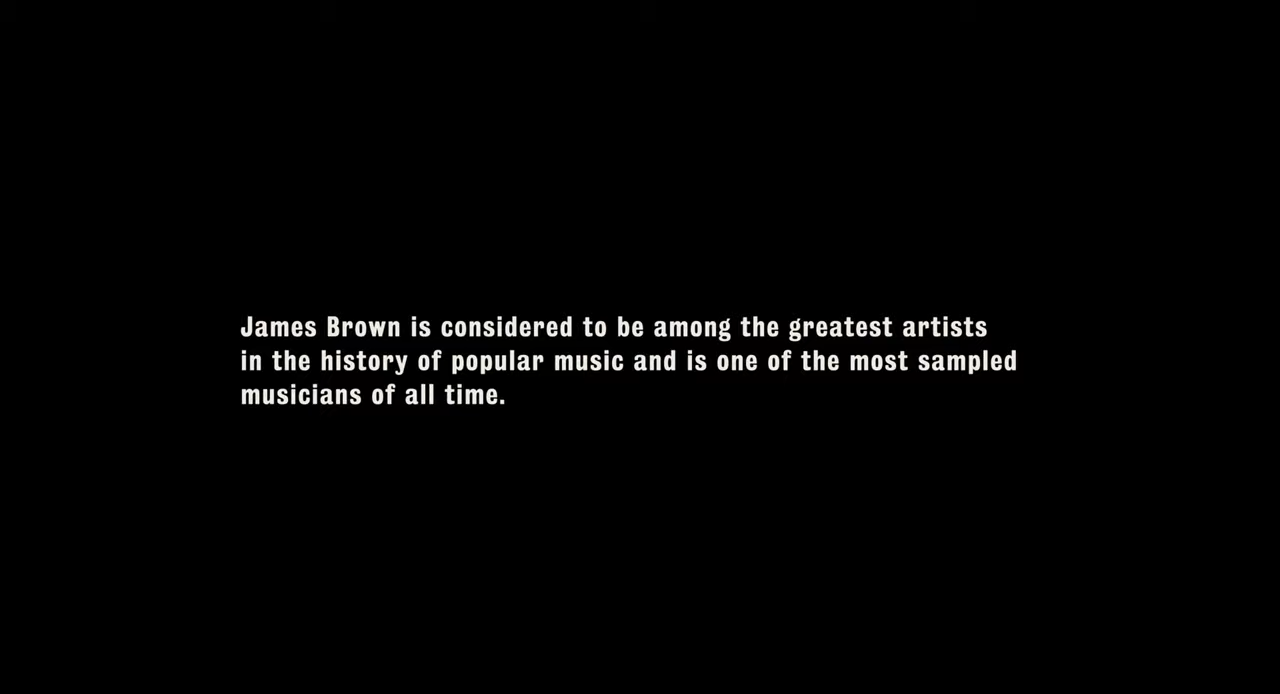 James Brown is considered to be among the greatest artists
in the history of popular music and is one of the most sampled
musicians of all time.